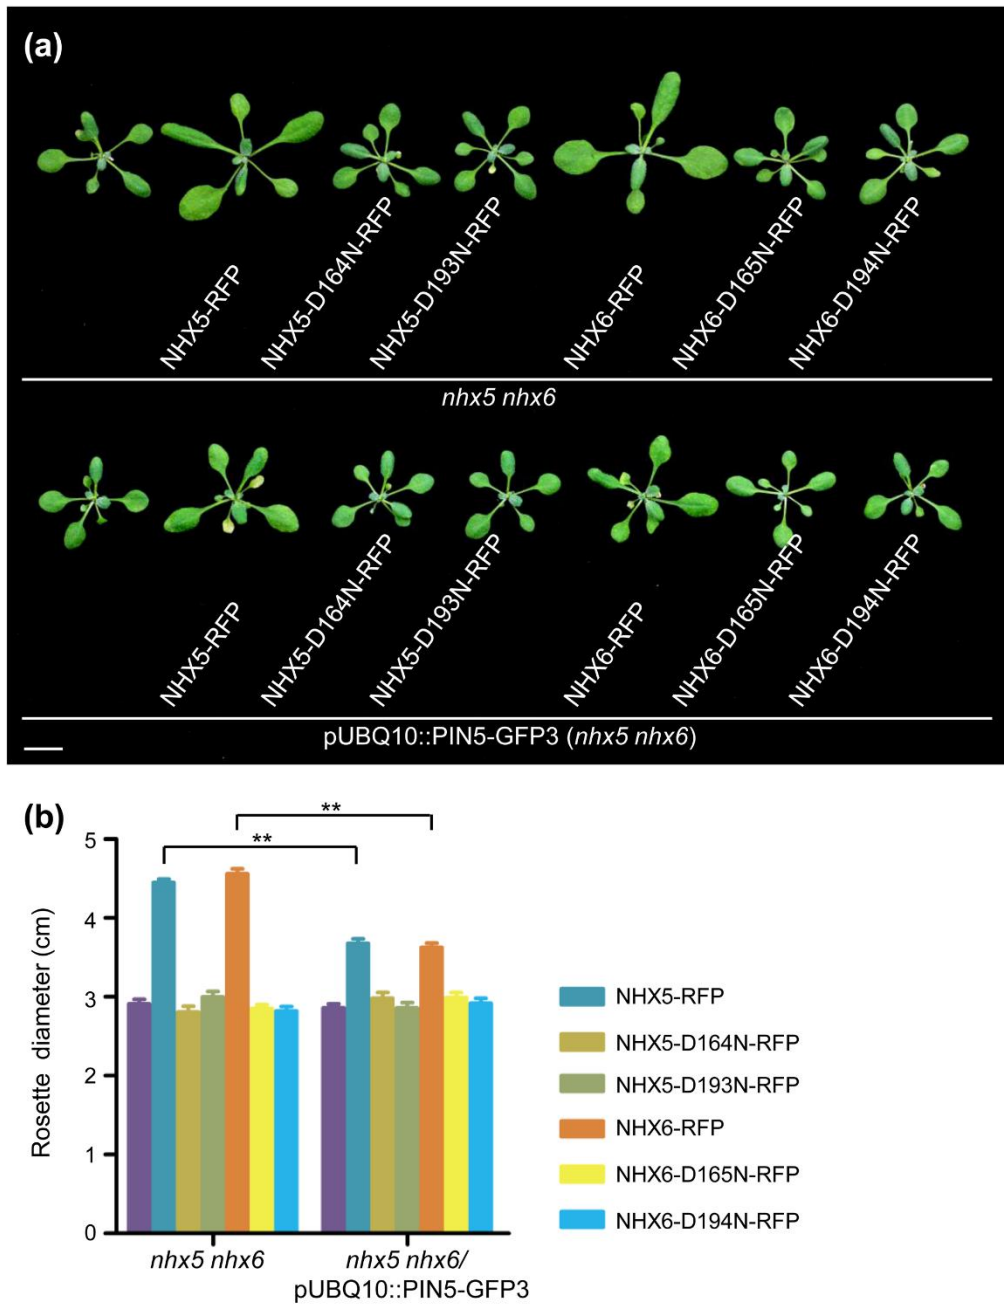 (a)
NHX5-RFP
NHX5-D164N-RFP
NHX5-D193N-RFP
NHX6-RFP
NHX6-D165N-RFP
NHX6-D194N-RFP
nhx5 nhx6
NHX5-RFP
NHX5-D164N-RFP
NHX5-D193N-RFP
NHX6-RFP
NHX6-D165N-RFP
NHX6-D194N-RFP
pUBQ10::PIN5-GFP3 (nhx5 nhx6)
(b)
**
**
5
4
3
2
1
0
Rosette diameter (cm)
nhx5 nhx6
nhx5 nhx6/
pUBQ10::PIN5-GFP3
NHX5-RFP
NHX5-D164N-RFP
NHX5-D193N-RFP
NHX6-RFP
NHX6-D165N-RFP
NHX6-D194N-RFP